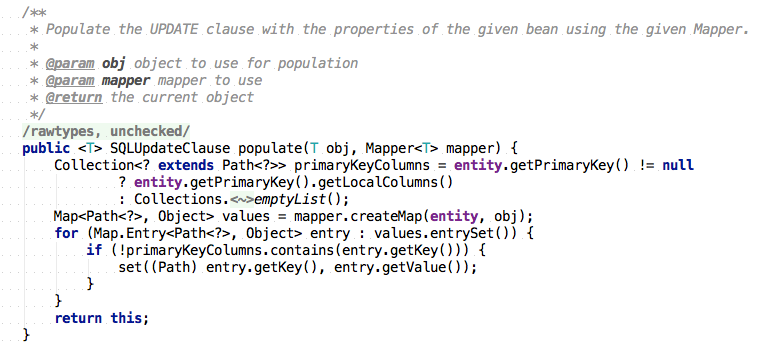 /**
 * Populate the UPDATE clause with the properties of the given bean using the given Mapper.
 *
 * @param obj object to use for population
 * @param mapper mapper to use
 * @return the current object
 */
/rawtypes, unchecked/
public <T> SQLUpdateClause populate(T obj, Mapper<T> mapper) {
    Collection<? extends Path<?>> primaryKeyColumns = entity.getPrimaryKey() != null
            ? entity.getPrimaryKey().getLocalColumns()
            : Collections.<~>emptyList();
    Map<Path<?>, Object> values = mapper.createMap(entity, obj);
    for (Map.Entry<Path<?>, Object> entry : values.entrySet()) {
        if (!primaryKeyColumns.contains(entry.getKey())) {
            set((Path) entry.getKey(), entry.getValue());
        }
    }
    return this;
}